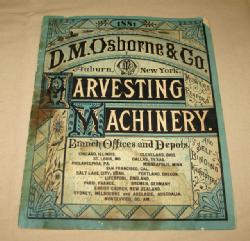 1881
D.M. Osborne & Co.
Auburn, New York.
Harvesting
Machinery.
Branch Offices and Depots.
CHICAGO, ILLINOIS. CLEVELAND, OHIO.
ST. LOUIS, MO. DALLAS, TEXAS.
PHILADELPHIA, PA. MINNEAPOLIS, MINN.
SAN FRANCISCO, CAL.
SALT LAKE CITY, UTAH. PORTLAND, OREGON.
LIVERPOOL, ENGLAND.
PARIS, FRANCE. BREMEN, GERMANY.
CHRIST CHURCH, NEW ZEALAND.
SYDNEY, MELBOURNE and ADELAIDE, AUSTRALIA.
MONTEVIDEO, SO. AM.